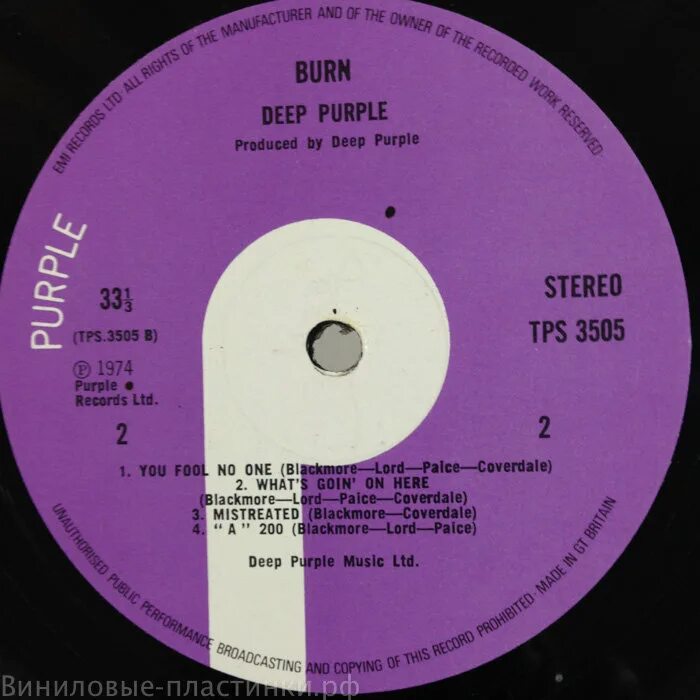 EMI RECORDS LTD· ALL RIGHTS OF THE MANUFACTURER AND OF THE OWNER OF THE RECORDED WORK RESERVED·
BURN
DEEP PURPLE
Produced by Deep Purple
PURPLE
33⅓
(TPS.3505 B)
STEREO
TPS 3505
Ⓟ 1974
Purple
Records Ltd.
2
2
1. YOU FOOL NO ONE (Blackmore—Lord—Paice—Coverdale)
2. WHAT'S GOIN' ON HERE
(Blackmore—Lord—Paice—Coverdale)
3. MISTREATED (Blackmore—Coverdale)
4. "A" 200 (Blackmore—Lord—Paice)
Deep Purple Music Ltd.
UNAUTHORISED PUBLIC PERFORMANCE BROADCASTING AND COPYING OF THIS RECORD PROHIBITED· MADE IN GT BRITAIN
Виниловые-пластинки.рф